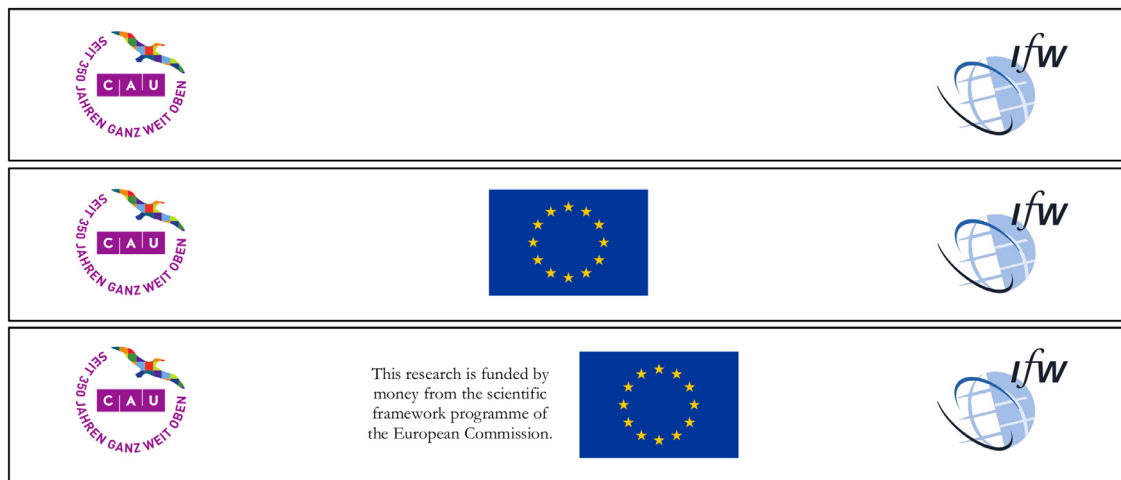 SEIT 350 JAHREN GANZ WEIT OBEN
CAU
IfW
SEIT 350 JAHREN GANZ WEIT OBEN
CAU
IfW
SEIT 350 JAHREN GANZ WEIT OBEN
CAU
This research is funded by
money from the scientific
framework programme of
the European Commission.
IfW